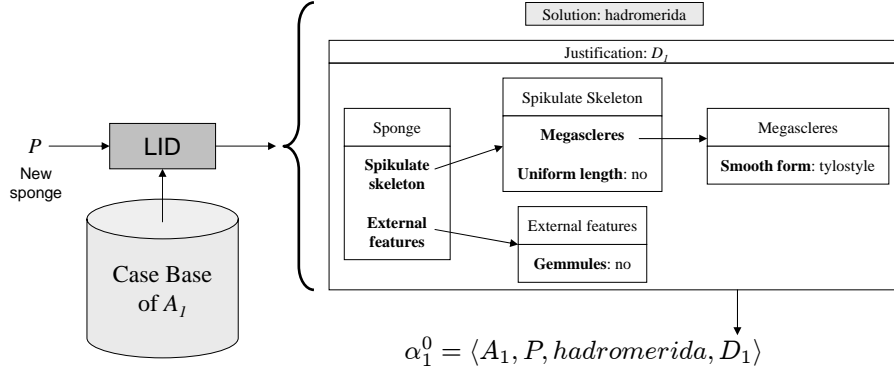 Solution: hadromerida
Justification: D₁
P
New
sponge
LID
Case Base
of A₁
Sponge
Spikulate
skeleton
External
features
Spikulate Skeleton
Megascleres
Uniform length: no
Megascleres
Smooth form: tylostyle
External features
Gemmules: no
α₁⁰ = ⟨A₁, P, hadromerida, D₁⟩